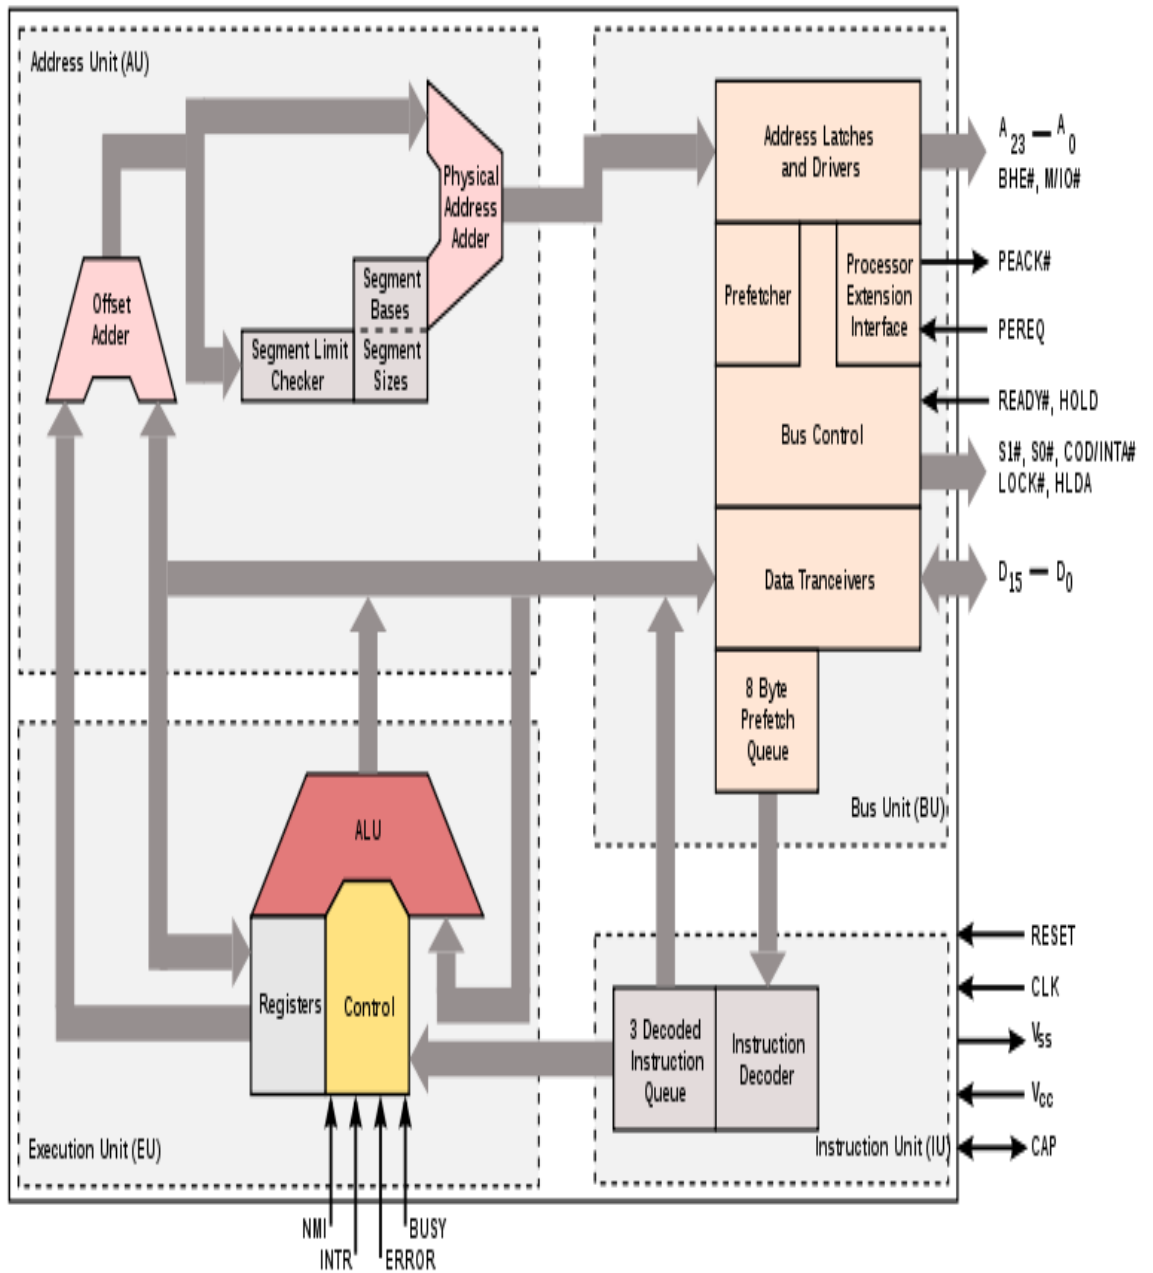 Address Unit (AU)
Offset
Adder
Physical
Address
Adder
Segment
Bases
Segment Limit
Checker
Segment
Sizes
Address Latches
and Drivers
Prefetcher
Processor
Extension
Interface
Bus Control
Data Tranceivers
8 Byte
Prefetch
Queue
Bus Unit (BU)
A23 — A0
BHE#, M/IO#
PEACK#
PEREQ
READY#, HOLD
S1#, S0#, COD/INTA#
LOCK#, HLDA
D15 — D0
ALU
Registers
Control
Execution Unit (EU)
3 Decoded
Instruction
Queue
Instruction
Decoder
Instruction Unit (IU)
RESET
CLK
Vss
Vcc
CAP
NMI
BUSY
INTR
ERROR